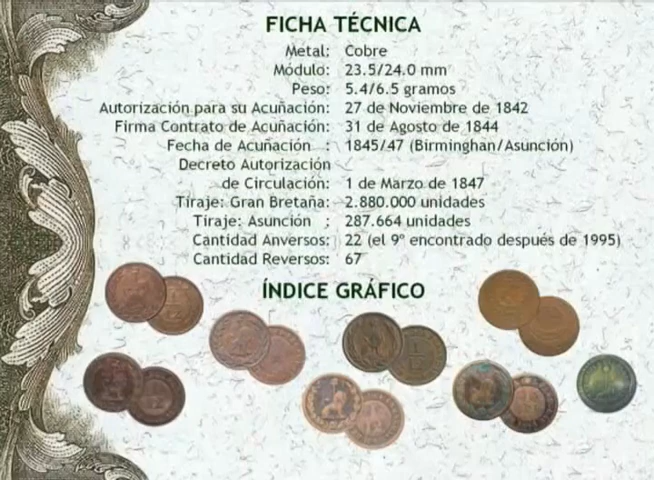 FICHA TÉCNICA
Metal: Cobre
Módulo: 23.5/24.0 mm
Peso: 5.4/6.5 gramos
Autorización para su Acuñación: 27 de Noviembre de 1842
Firma Contrato de Acuñación: 31 de Agosto de 1844
Fecha de Acuñación : 1845/47 (Birminghan/Asunción)
Decreto Autorización
de Circulación: 1 de Marzo de 1847
Tiraje: Gran Bretaña: 2.880.000 unidades
Tiraje: Asunción : 287.664 unidades
Cantidad Anversos: 22 (el 9º encontrado después de 1995)
Cantidad Reversos: 67
ÍNDICE GRÁFICO